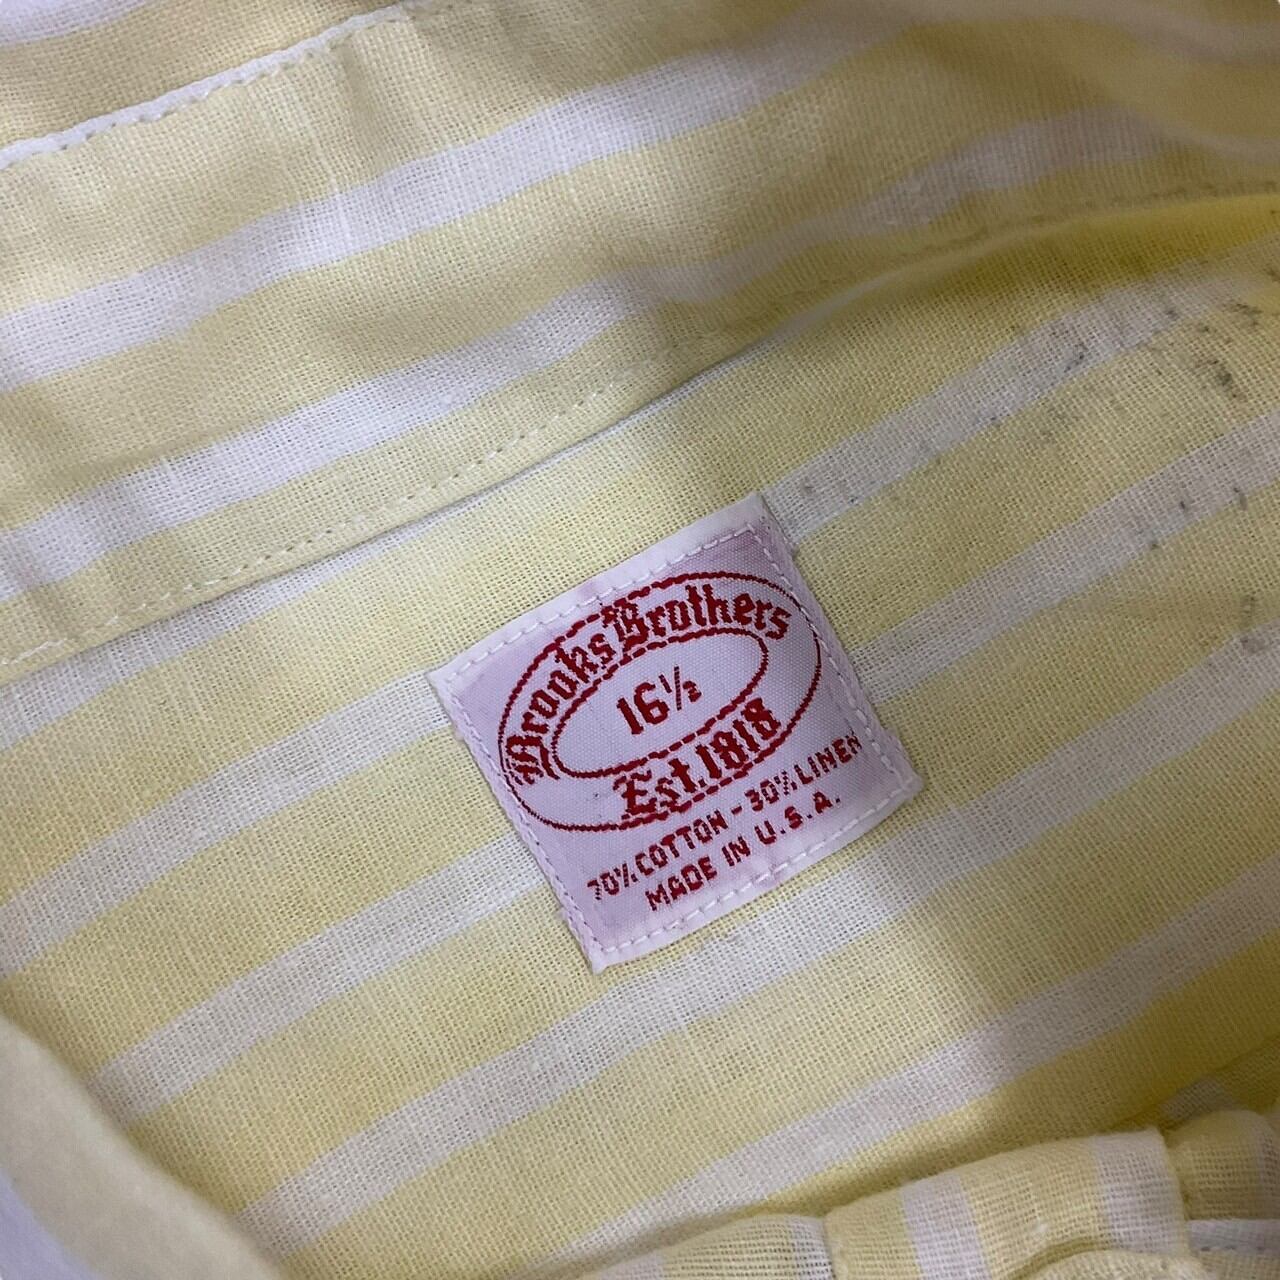 Brooks Brothers
16½
Est. 1818
70% COTTON - 30% LINEN
MADE IN U.S.A.